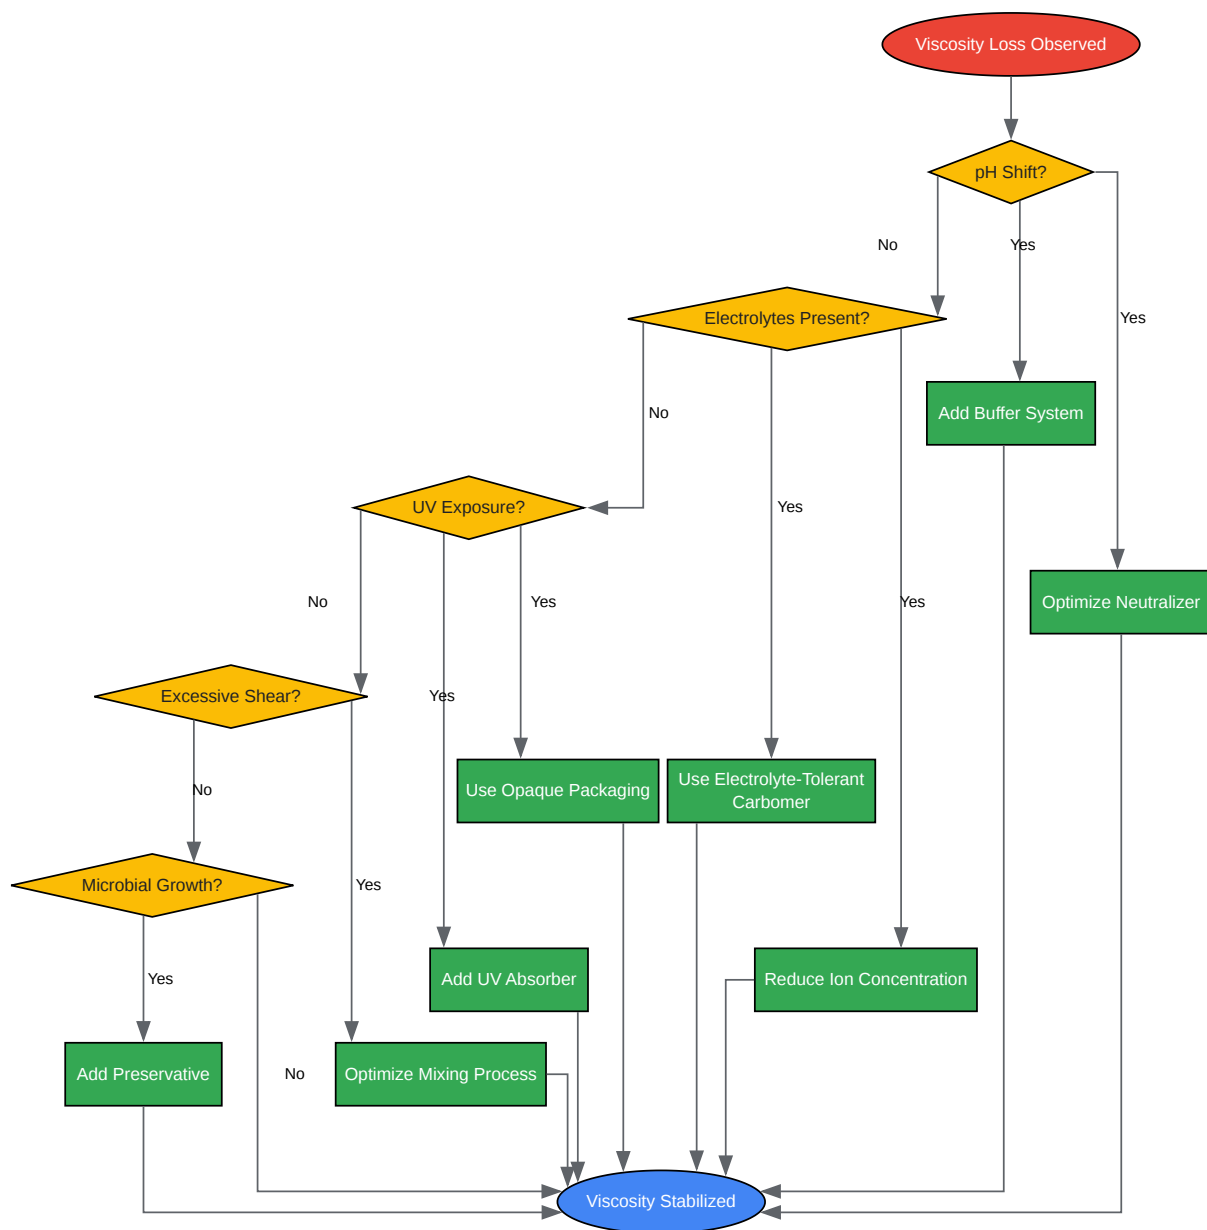 Viscosity Loss Observed
pH Shift?
No
Yes
Yes
Electrolytes Present?
No
Add Buffer System
Yes
UV Exposure?
Yes
No
Yes
Yes
Optimize Neutralizer
Excessive Shear?
Yes
No
Use Opaque Packaging
Use Electrolyte-Tolerant
Carbomer
Microbial Growth?
Yes
Yes
Add UV Absorber
Reduce Ion Concentration
Add Preservative
No
Optimize Mixing Process
Viscosity Stabilized